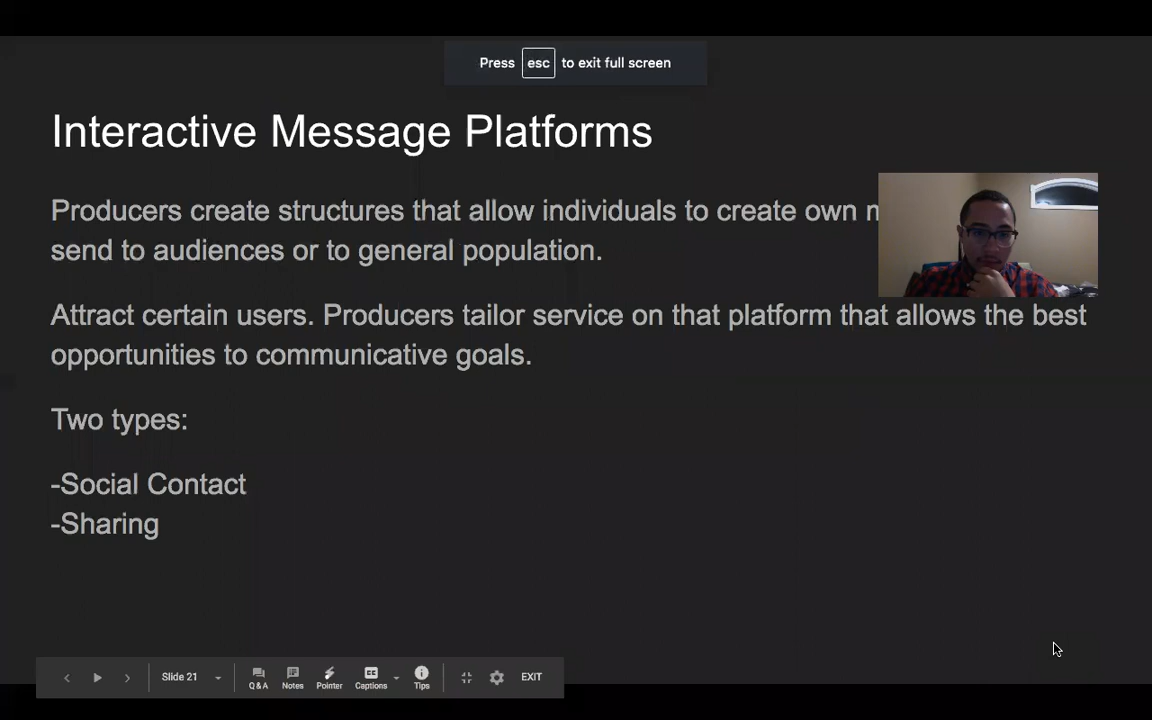 Press esc to exit full screen
Interactive Message Platforms
Producers create structures that allow individuals to create own
send to audiences or to general population.
Attract certain users. Producers tailor service on that platform that allows the best
opportunities to communicative goals.
Two types:
-Social Contact
-Sharing
Slide 21
Q&A
Notes
Pointer
Captions
Tips
EXIT